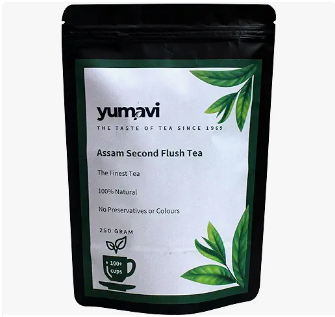 yumavi
THE TASTE OF TEA SINCE 1969
Assam Second Flush Tea
The Finest Tea
100% Natural
No Preservatives or Colours
250 GRAM
100+
cups